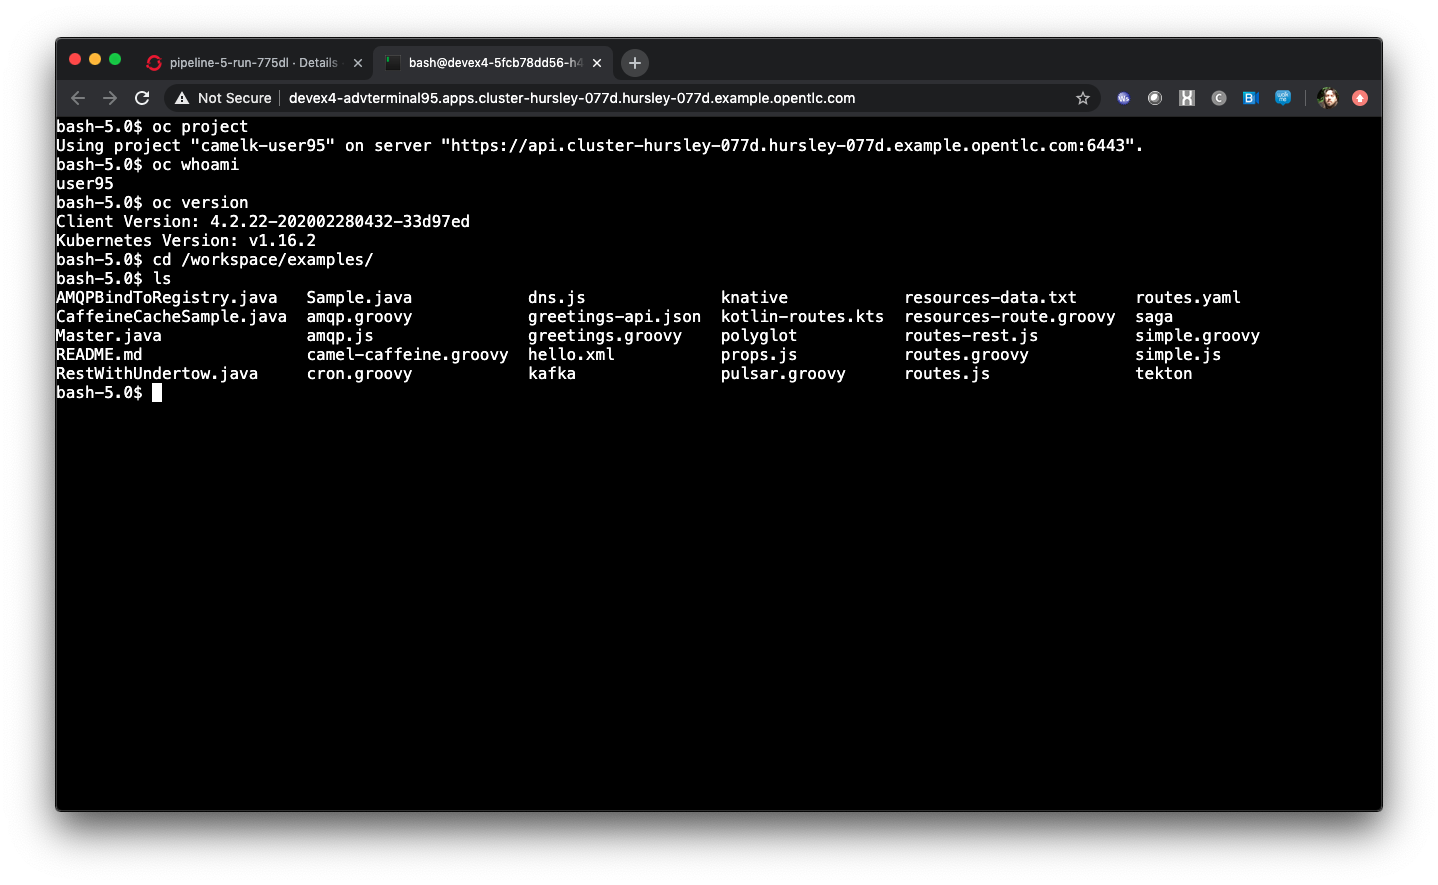 pipeline-5-run-775dl · Details
bash@devex4-5fcb78dd56-h4
Not Secure | devex4-advterminal95.apps.cluster-hursley-077d.hursley-077d.example.opentlc.com
bash-5.0$ oc project
Using project "camelk-user95" on server "https://api.cluster-hursley-077d.hursley-077d.example.opentlc.com:6443".
bash-5.0$ oc whoami
user95
bash-5.0$ oc version
Client Version: 4.2.22-202002280432-33d97ed
Kubernetes Version: v1.16.2
bash-5.0$ cd /workspace/examples/
bash-5.0$ ls
AMQPBindToRegistry.java Sample.java dns.js knative resources-data.txt routes.yaml
CaffeineCacheSample.java amqp.groovy greetings-api.json kotlin-routes.kts resources-route.groovy saga
Master.java amqp.js greetings.groovy polyglot routes-rest.js simple.groovy
README.md camel-caffeine.groovy hello.xml props.js routes.groovy simple.js
RestWithUndertow.java cron.groovy kafka pulsar.groovy routes.js tekton
bash-5.0$